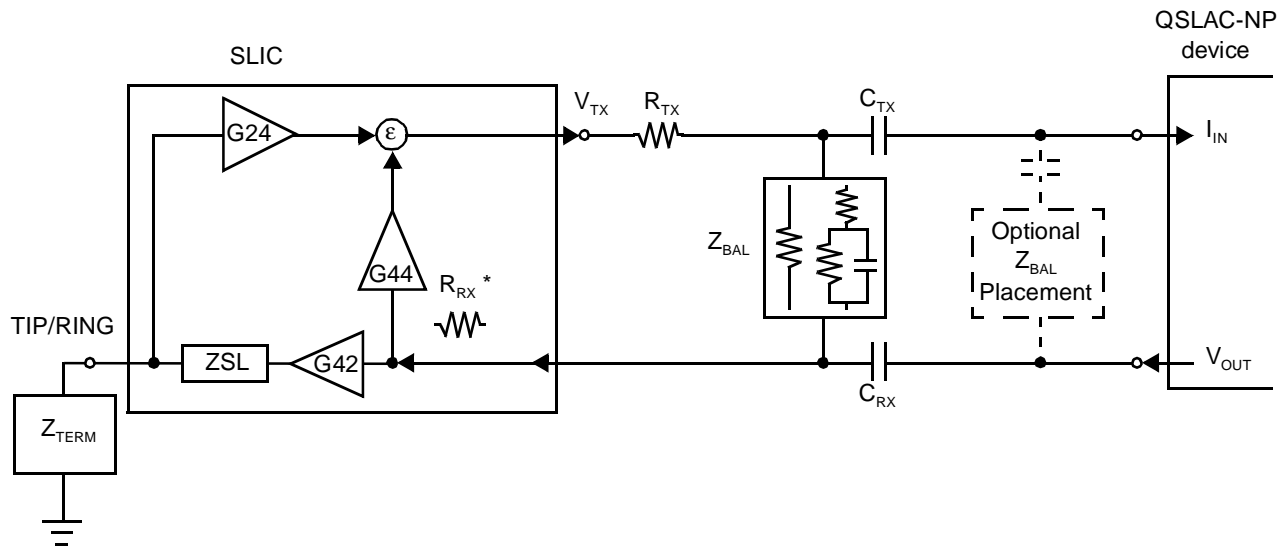 QSLAC-NP
device
SLIC
V_TX
R_TX
C_TX
G24
ε
I_IN
Z_BAL
Optional
Z_BAL
Placement
G44
R_RX *
TIP/RING
ZSL
G42
V_OUT
C_RX
Z_TERM